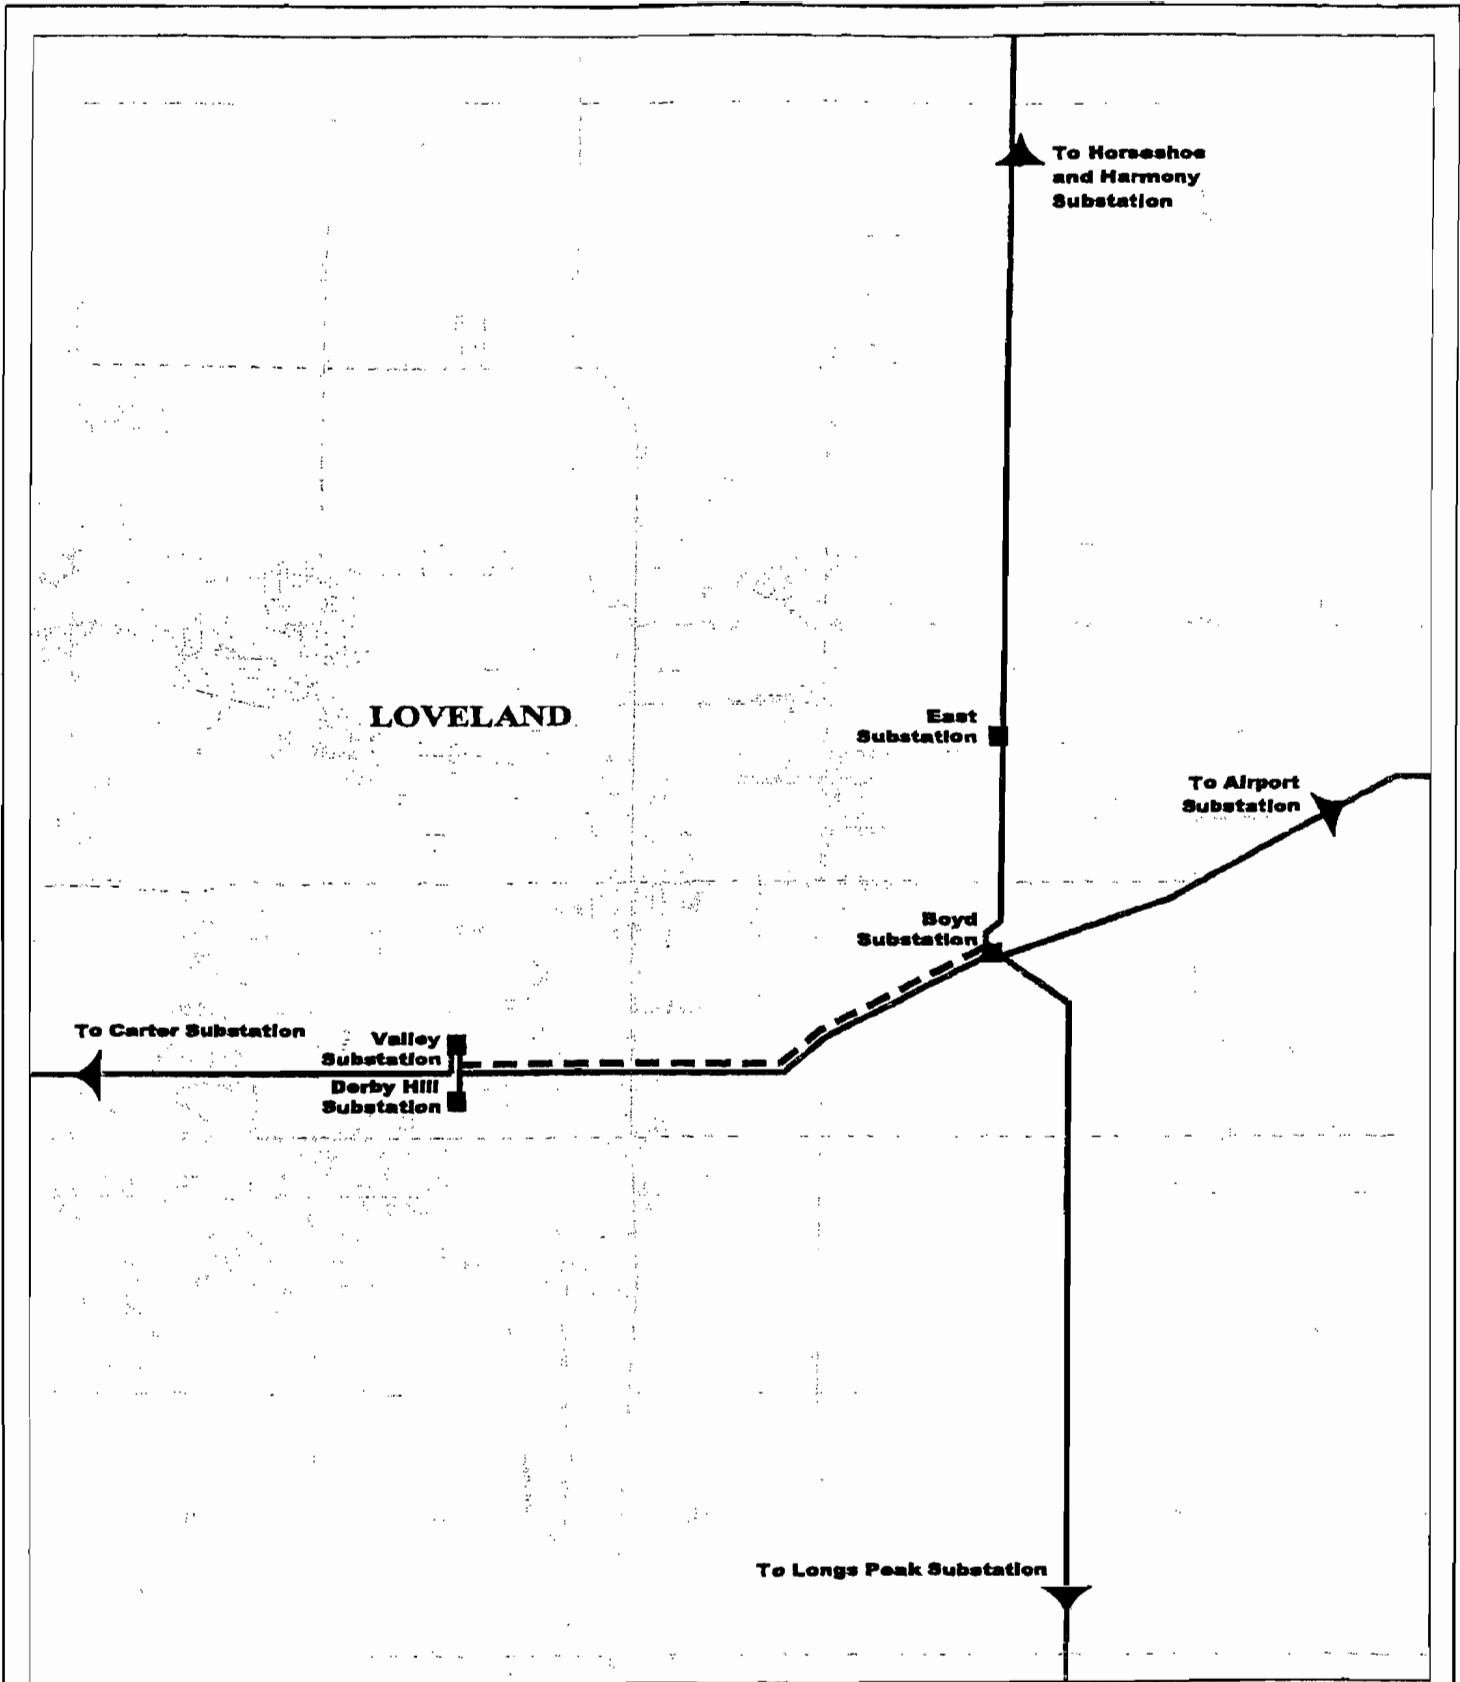 To Horseshoe
and Harmony
Substation
LOVELAND
East
Substation
To Airport
Substation
Boyd
Substation
To Carter Substation
Valley
Substation
Derby Hill
Substation
To Longs Peak Substation